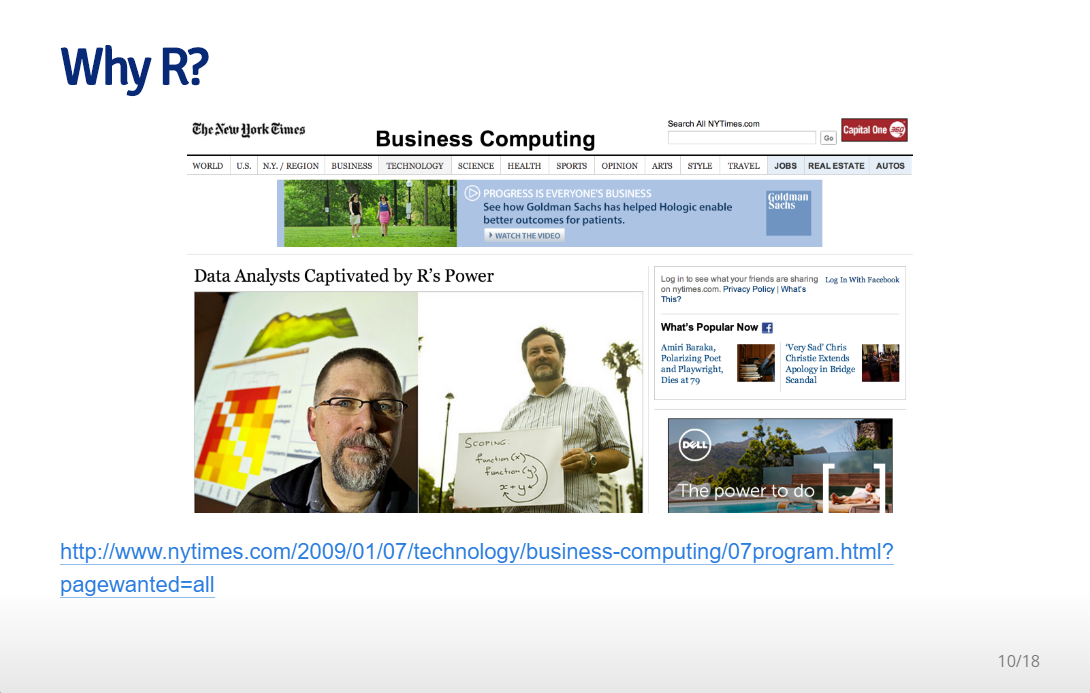 Why R?
The New York Times
Business Computing
Search All NYTimes.com
Go
Capital One 360
WORLD U.S. N.Y. / REGION BUSINESS TECHNOLOGY SCIENCE HEALTH SPORTS OPINION ARTS STYLE TRAVEL JOBS REAL ESTATE AUTOS
PROGRESS IS EVERYONE'S BUSINESS
See how Goldman Sachs has helped Hologic enable
better outcomes for patients.
WATCH THE VIDEO
Goldman
Sachs
Data Analysts Captivated by R's Power
SCOPING:
function(x)
function(y)
x+y
Log in to see what your friends are sharing
on nytimes.com. Privacy Policy | What's
This?
Log In With Facebook
What's Popular Now
Amiri Baraka,
Polarizing Poet
and Playwright,
Dies at 79
'Very Sad' Chris
Christie Extends
Apology in Bridge
Scandal
DELL
The power to do
http://www.nytimes.com/2009/01/07/technology/business-computing/07program.html?
pagewanted=all
10/18